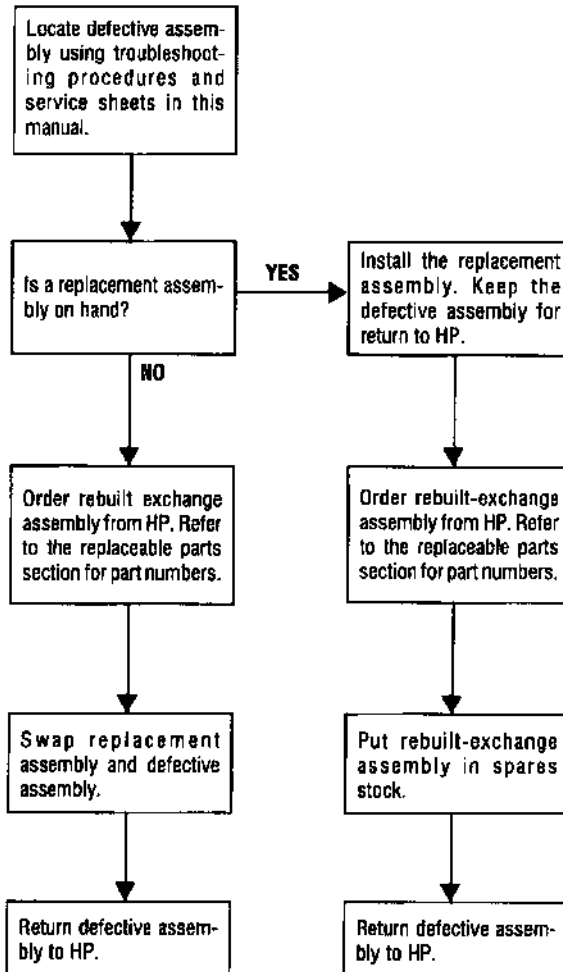 Locate defective assem-
bly using troubleshoot-
ing procedures and
service sheets in this
manual.
Is a replacement assem-
bly on hand?
YES
Install the replacement
assembly. Keep the
defective assembly for
return to HP.
NO
Order rebuilt exchange
assembly from HP. Refer
to the replaceable parts
section for part numbers.
Order rebuilt-exchange
assembly from HP. Refer
to the replaceable parts
section for part numbers.
Swap replacement
assembly and defective
assembly.
Put rebuilt-exchange
assembly in spares
stock.
Return defective assem-
bly to HP.
Return defective assem-
bly to HP.